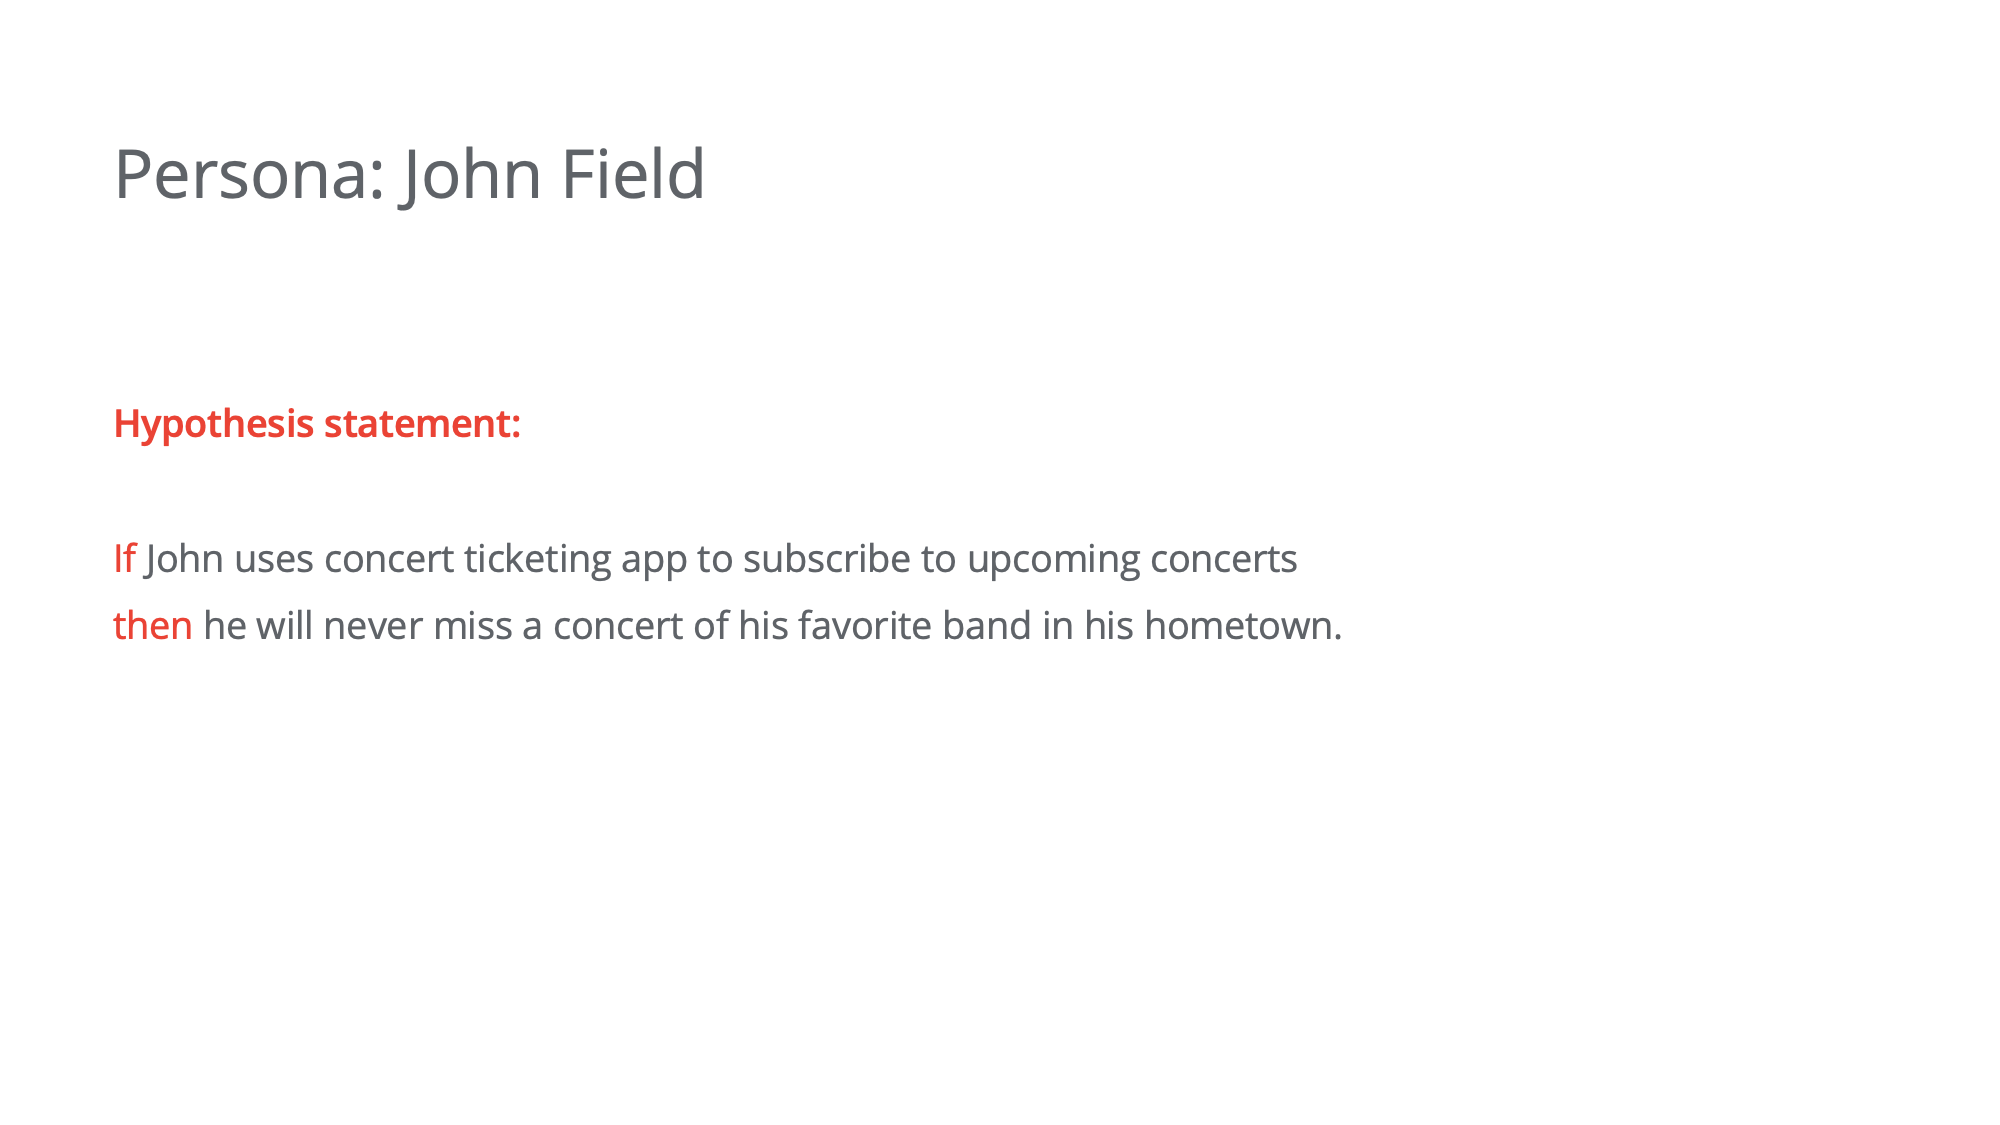 Persona: John Field
Hypothesis statement:
If John uses concert ticketing app to subscribe to upcoming concerts
then he will never miss a concert of his favorite band in his hometown.